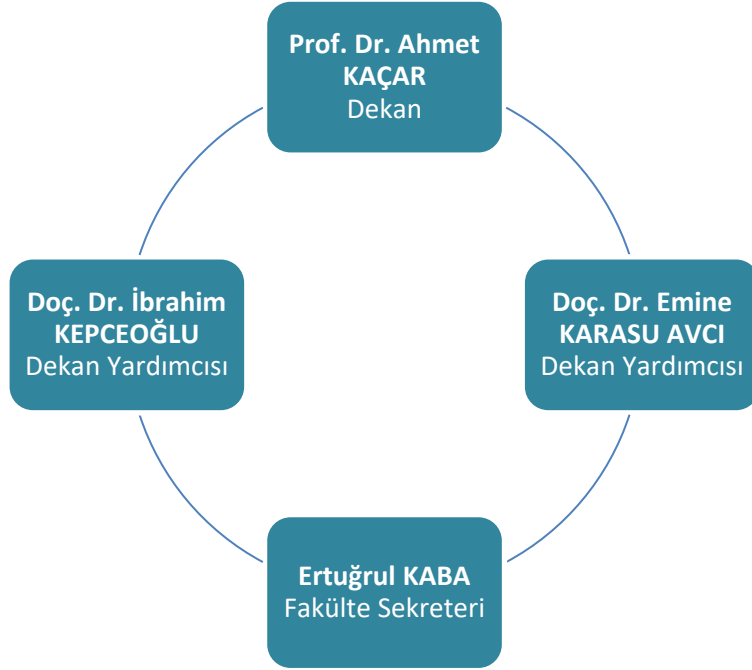 Prof. Dr. Ahmet
KAÇAR
Dekan
Doç. Dr. İbrahim
KEPCEOĞLU
Dekan Yardımcısı
Doç. Dr. Emine
KARASU AVCI
Dekan Yardımcısı
Ertuğrul KABA
Fakülte Sekreteri